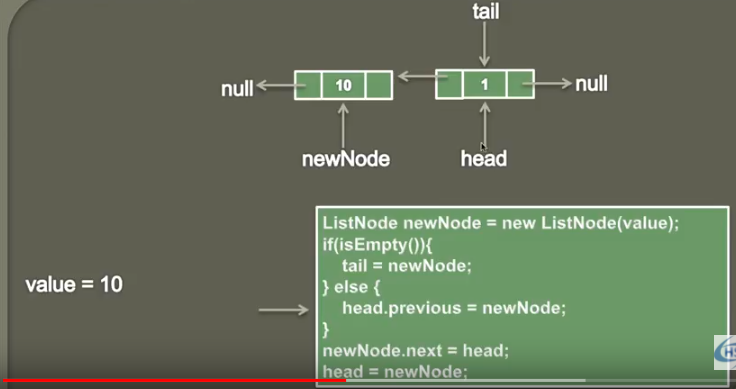 tail
null
10
1
null
newNode
head
value = 10
ListNode newNode = new ListNode(value);
if(isEmpty()){
tail = newNode;
} else {
head.previous = newNode;
}
newNode.next = head;
head = newNode;